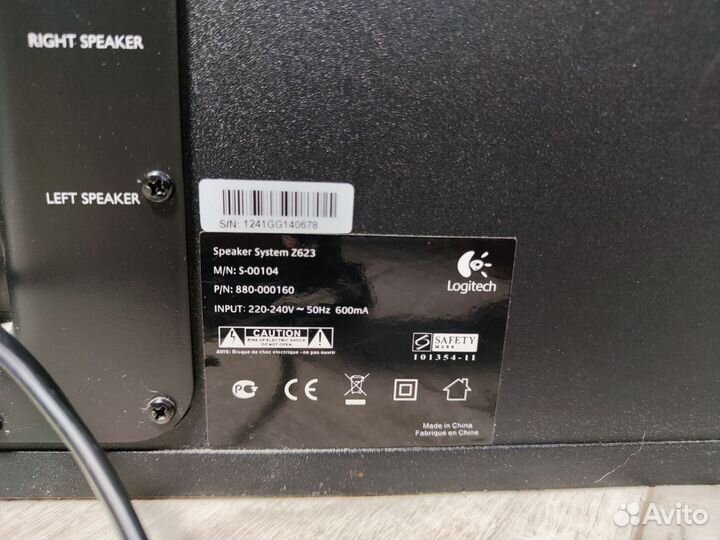 RIGHT SPEAKER
LEFT SPEAKER
S/N: 1241GG140678
Speaker System Z623
M/N: S-00104
P/N: 880-000160
INPUT: 220-240V ~ 50Hz 600mA
Logitech
CAUTION
RISK OF ELECTRIC SHOCK
DO NOT OPEN
AVIS: Risque de choc electrique - ne pas ouvrir
S SAFETY
MARK
101354-11
PG CE
Made in China
Fabriqué en Chine
Avito